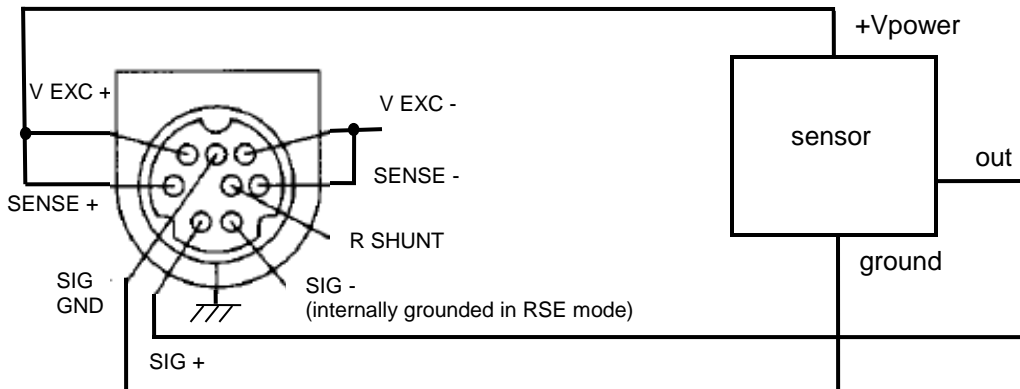 +Vpower
V EXC +
V EXC -
sensor
out
SENSE +
SENSE -
R SHUNT
ground
SIG
GND
SIG -
(internally grounded in RSE mode)
SIG +